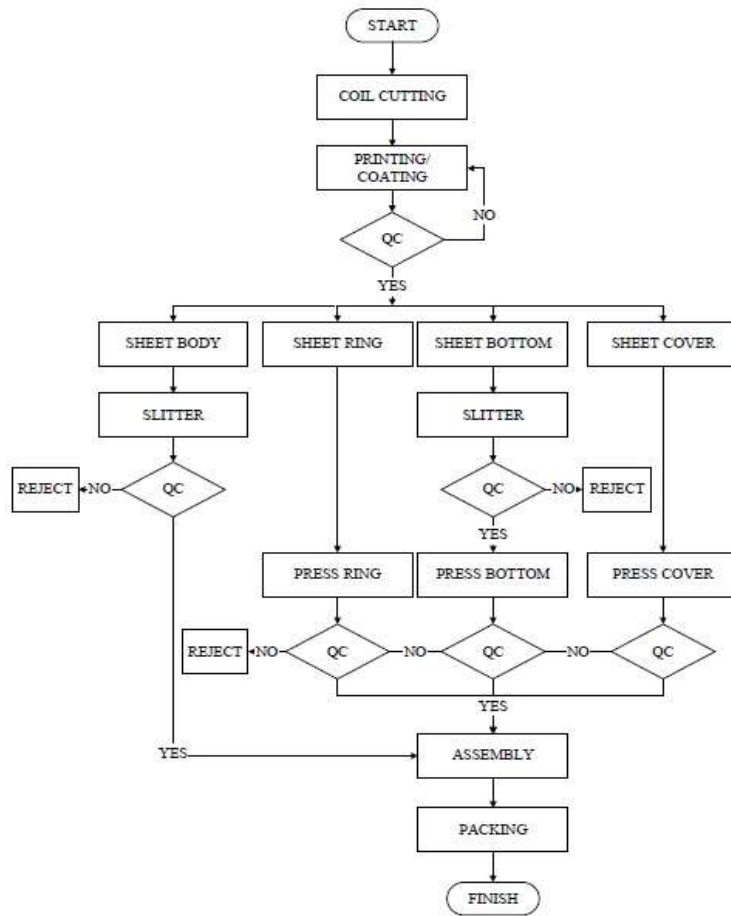 START
COIL CUTTING
PRINTING/
COATING
NO
QC
YES
SHEET BODY
SHEET RING
SHEET BOTTOM
SHEET COVER
SLITTER
SLITTER
REJECT
NO
QC
QC
NO
REJECT
YES
PRESS RING
PRESS BOTTOM
PRESS COVER
REJECT
NO
QC
NO
QC
NO
QC
YES
YES
ASSEMBLY
PACKING
FINISH